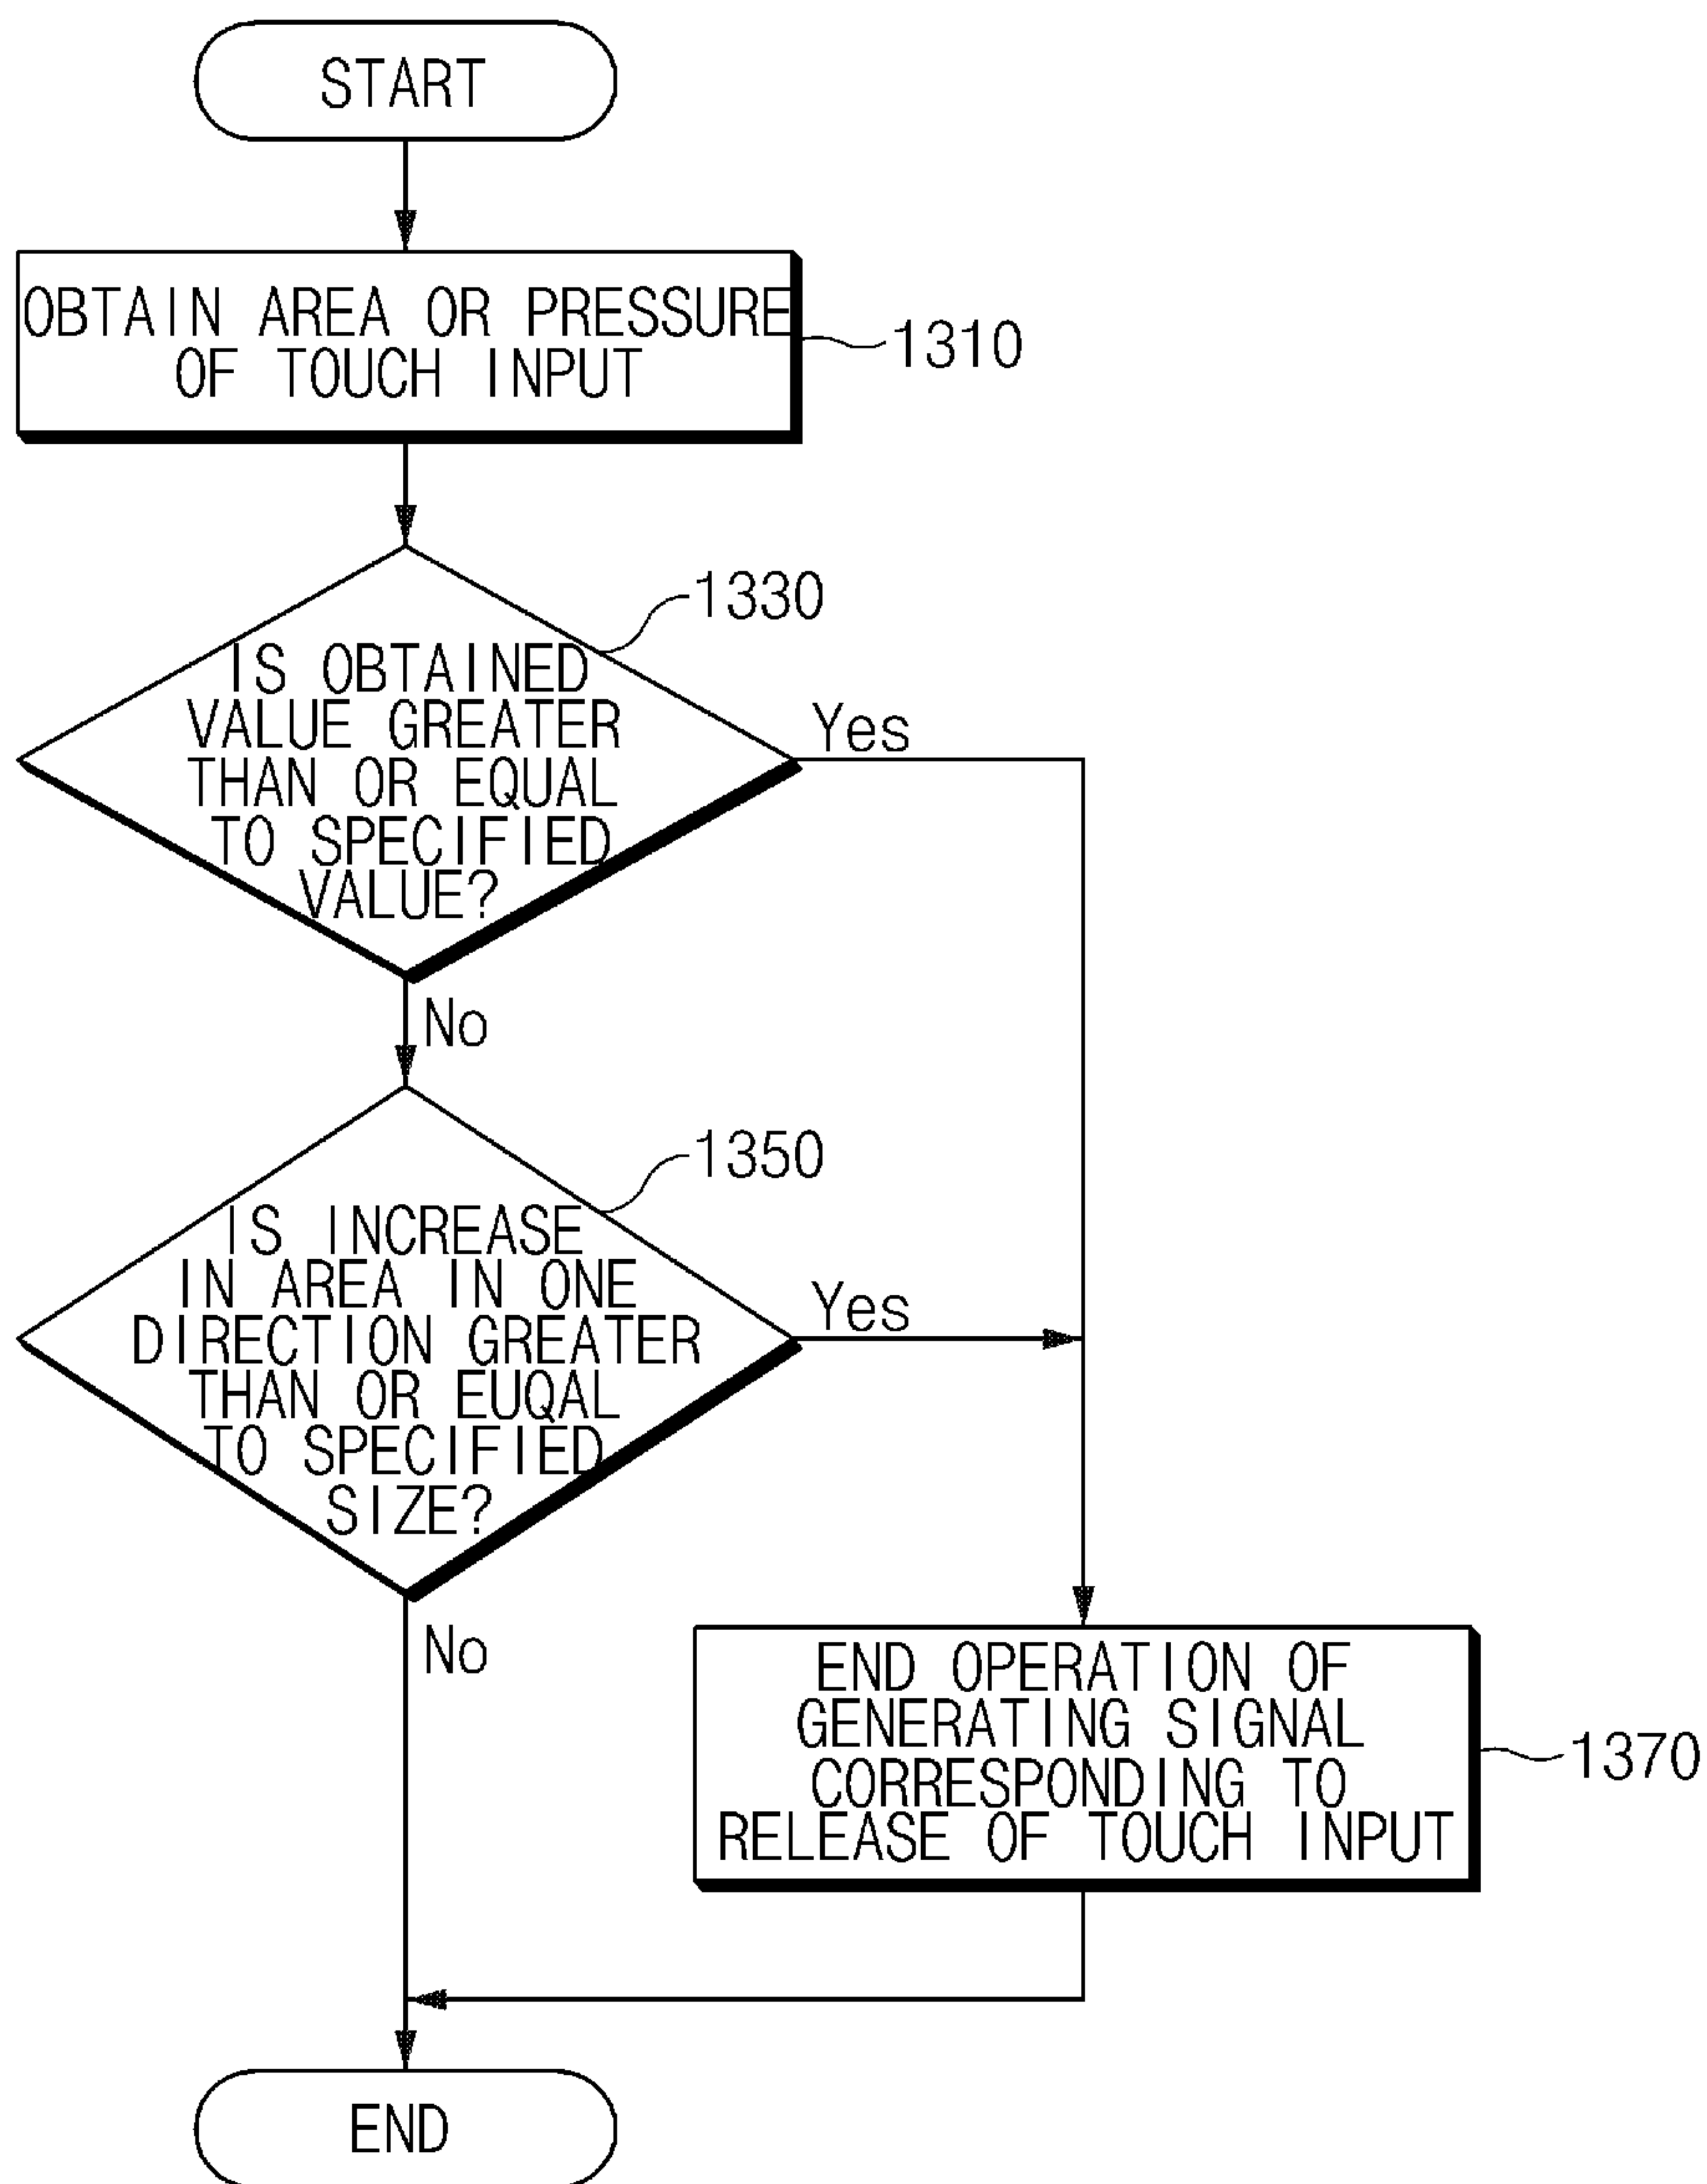 START
OBTAIN AREA OR PRESSURE
OF TOUCH INPUT
1310
1330
IS OBTAINED
VALUE GREATER
THAN OR EQUAL
TO SPECIFIED
VALUE?
Yes
No
1350
IS INCREASE
IN AREA IN ONE
DIRECTION GREATER
THAN OR EUQAL
TO SPECIFIED
SIZE?
Yes
No
END OPERATION OF
GENERATING SIGNAL
CORRESPONDING TO
RELEASE OF TOUCH INPUT
1370
END